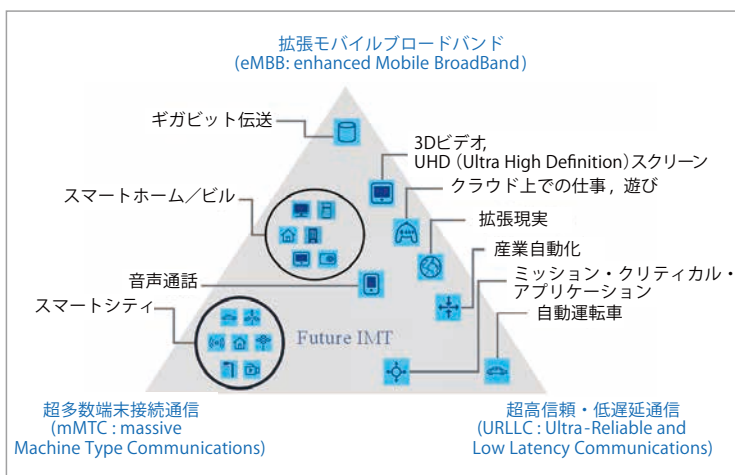 拡張モバイルブロードバンド
(eMBB: enhanced Mobile BroadBand)
ギガビット伝送
3Dビデオ,
UHD（Ultra High Definition）スクリーン
スマートホーム／ビル
クラウド上での仕事，遊び
拡張現実
産業自動化
音声通話
ミッション・クリティカル・
アプリケーション
スマートシティ
自動運転車
Future IMT
超多数端末接続通信
(mMTC : massive
Machine Type Communications)
超高信頼・低遅延通信
(URLLC : Ultra-Reliable and
Low Latency Communications)